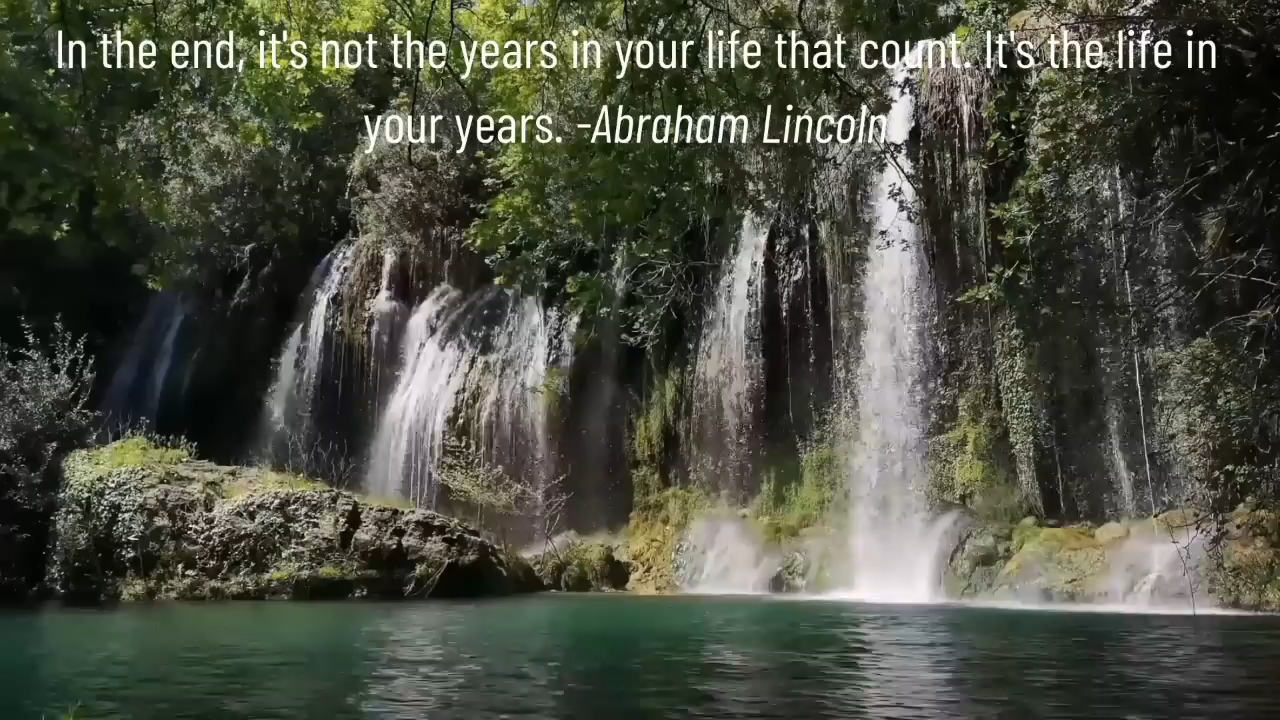 In the end, it's not the years in your life that count. It's the life in
your years. -Abraham Lincoln